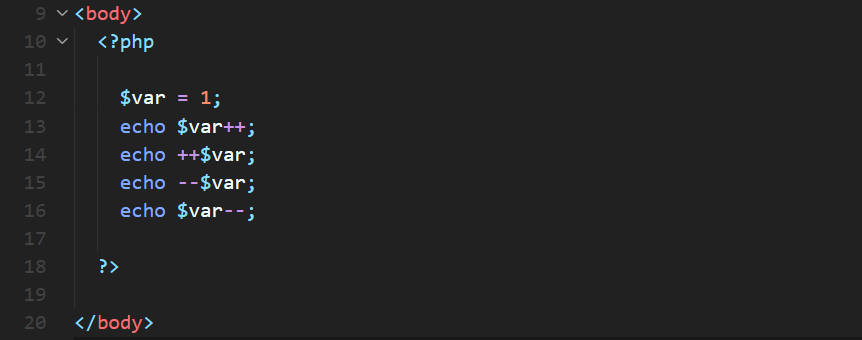 9 <body>
10 <?php
11
12 $var = 1;
13 echo $var++;
14 echo ++$var;
15 echo --$var;
16 echo $var--;
17
18 ?>
19
20 </body>